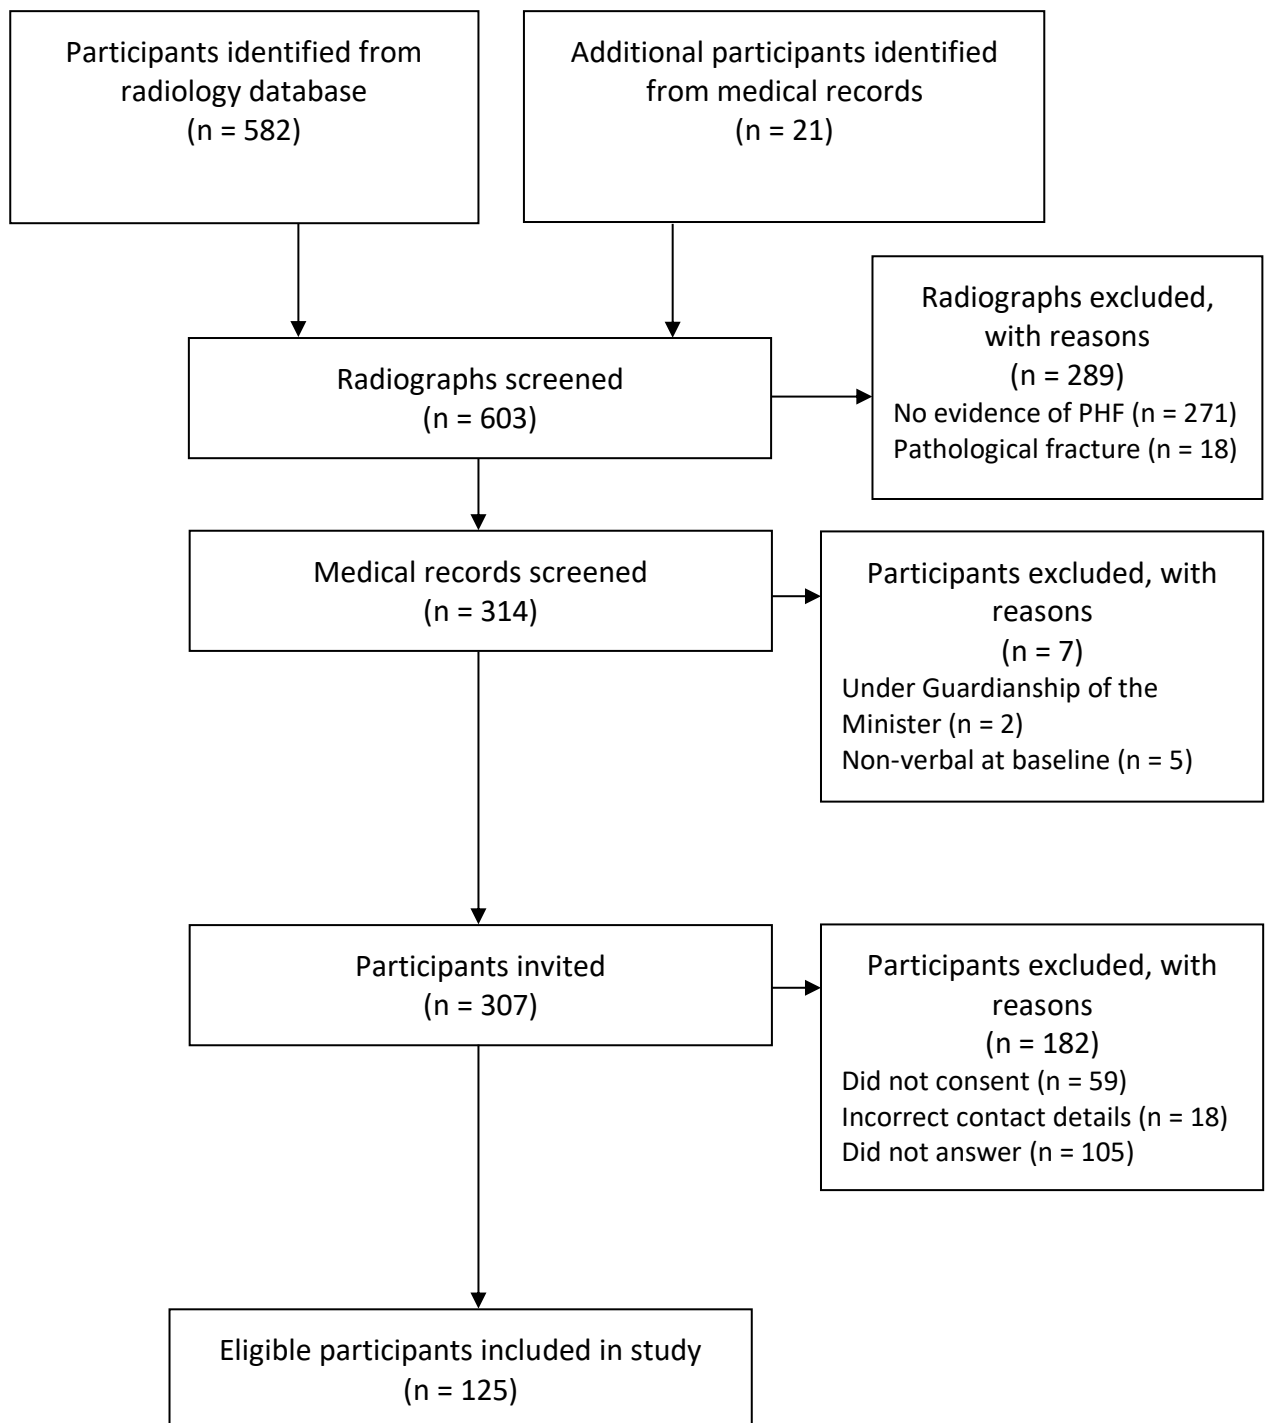 Participants identified from
radiology database
(n = 582)
Additional participants identified
from medical records
(n = 21)
Radiographs excluded,
with reasons
(n = 289)
No evidence of PHF (n = 271)
Pathological fracture (n = 18)
Radiographs screened
(n = 603)
Medical records screened
(n = 314)
Participants excluded, with
reasons
(n = 7)
Under Guardianship of the
Minister (n = 2)
Non-verbal at baseline (n = 5)
Participants invited
(n = 307)
Participants excluded, with
reasons
(n = 182)
Did not consent (n = 59)
Incorrect contact details (n = 18)
Did not answer (n = 105)
Eligible participants included in study
(n = 125)